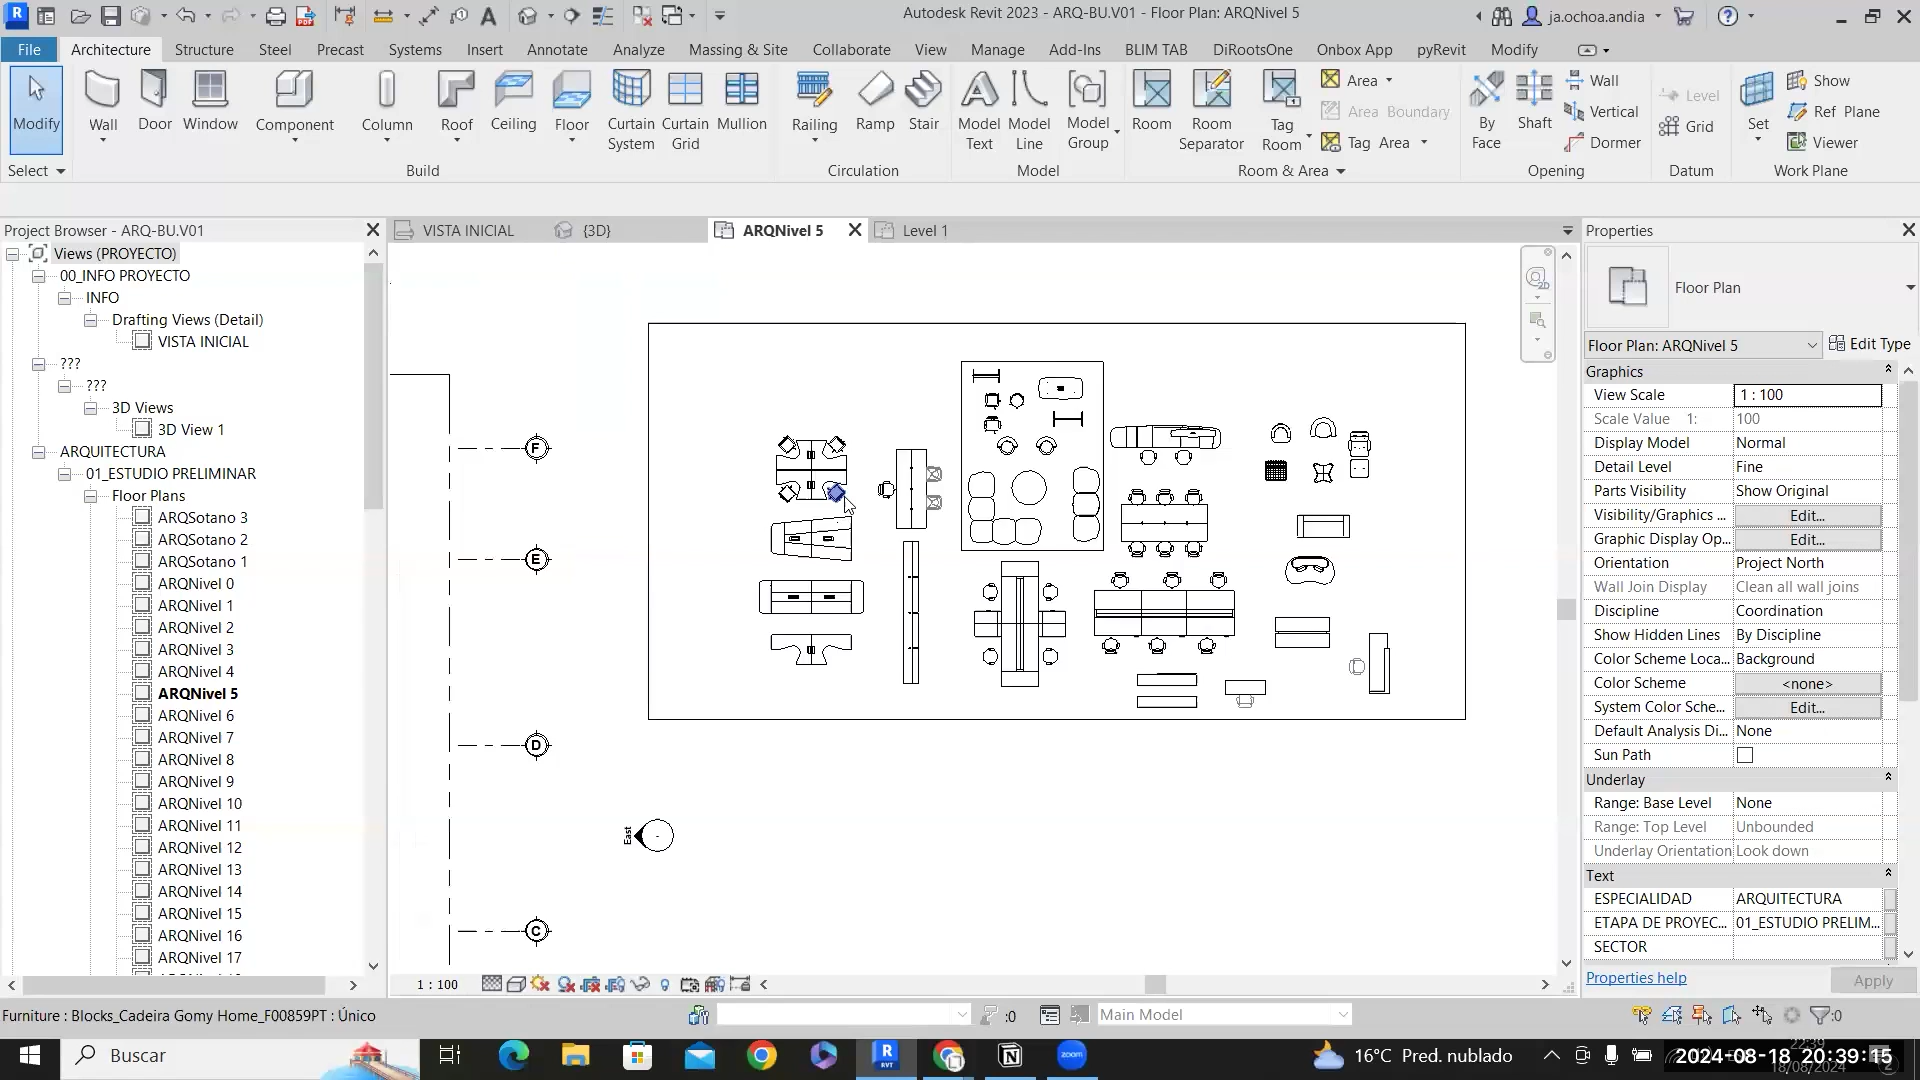 Autodesk Revit 2023 - ARQ-BU.V01 - Floor Plan: ARQNivel 5
ja.ochoa.andia
File Architecture Structure Steel Precast Systems Insert Annotate Analyze Massing & Site Collaborate View Manage Add-Ins BLIM TAB DiRootsOne Onbox App pyRevit Modify
Modify
Wall Door Window Component Column Roof Ceiling Floor Curtain System Curtain Grid Mullion Railing Ramp Stair Model Text Model Line Model Group Room Room Separator Tag Room
Area
Area Boundary
Tag Area
By Face
Shaft
Wall
Vertical
Dormer
Level
Grid
Set
Show
Ref Plane
Viewer
Select Build Circulation Model Room & Area Opening Datum Work Plane
Project Browser - ARQ-BU.V01
VISTA INICIAL {3D} ARQNivel 5 Level 1
Properties
Views (PROYECTO)
00_INFO PROYECTO
INFO
Drafting Views (Detail)
VISTA INICIAL
???
???
3D Views
3D View 1
ARQUITECTURA
01_ESTUDIO PRELIMINAR
Floor Plans
ARQSotano 3
ARQSotano 2
ARQSotano 1
ARQNivel 0
ARQNivel 1
ARQNivel 2
ARQNivel 3
ARQNivel 4
ARQNivel 5
ARQNivel 6
ARQNivel 7
ARQNivel 8
ARQNivel 9
ARQNivel 10
ARQNivel 11
ARQNivel 12
ARQNivel 13
ARQNivel 14
ARQNivel 15
ARQNivel 16
ARQNivel 17
F
E
D
C
East
Floor Plan
Floor Plan: ARQNivel 5 Edit Type
Graphics
View Scale 1 : 100
Scale Value 1: 100
Display Model Normal
Detail Level Fine
Parts Visibility Show Original
Visibility/Graphics ... Edit...
Graphic Display Op... Edit...
Orientation Project North
Wall Join Display Clean all wall joins
Discipline Coordination
Show Hidden Lines By Discipline
Color Scheme Loca... Background
Color Scheme <none>
System Color Sche... Edit...
Default Analysis Di... None
Sun Path
Underlay
Range: Base Level None
Range: Top Level Unbounded
Underlay Orientation Look down
Text
ESPECIALIDAD ARQUITECTURA
ETAPA DE PROYEC... 01_ESTUDIO PRELIM...
SECTOR
Properties help Apply
1 : 100
Furniture : Blocks_Cadeira Gomy Home_F00859PT : Único
:0
Main Model
:0
Buscar
zoom
16°C Pred. nublado
22:39
18/08/2024
2024-08-18 20:39:15